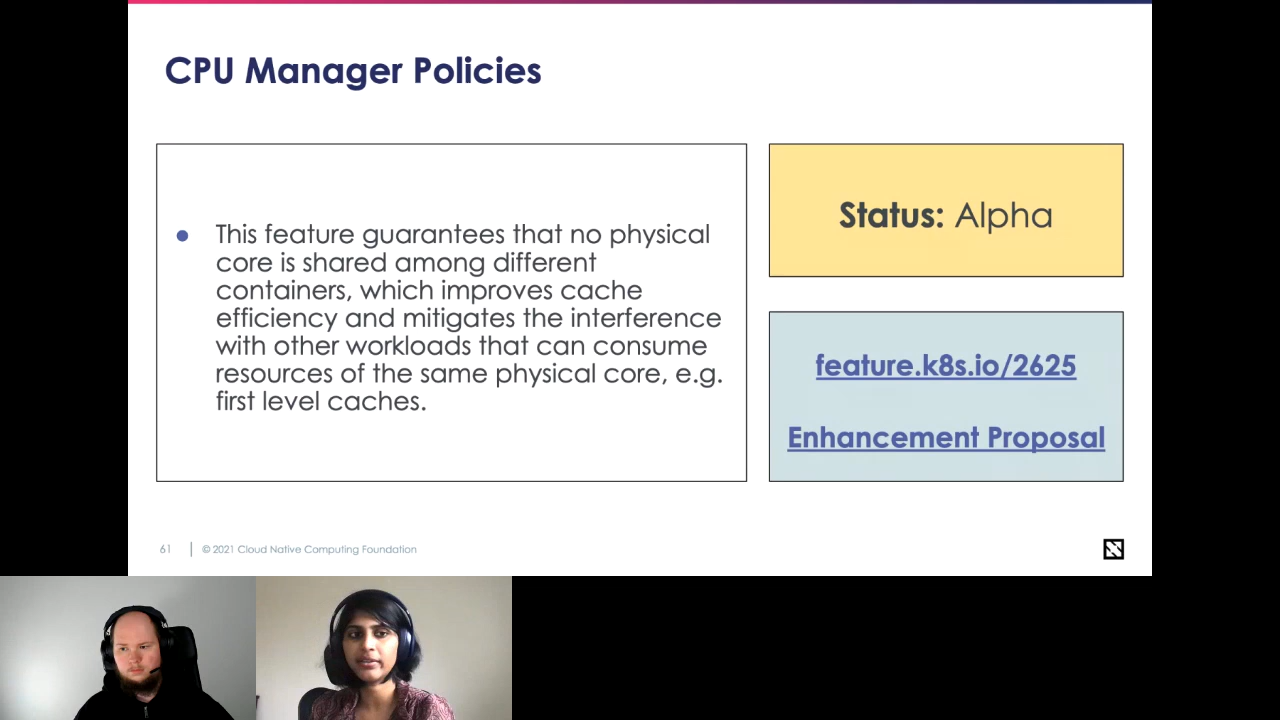 CPU Manager Policies
This feature guarantees that no physical
core is shared among different
containers, which improves cache
efficiency and mitigates the interference
with other workloads that can consume
resources of the same physical core, e.g.
first level caches.
Status: Alpha
feature.k8s.io/2625
Enhancement Proposal
61
© 2021 Cloud Native Computing Foundation